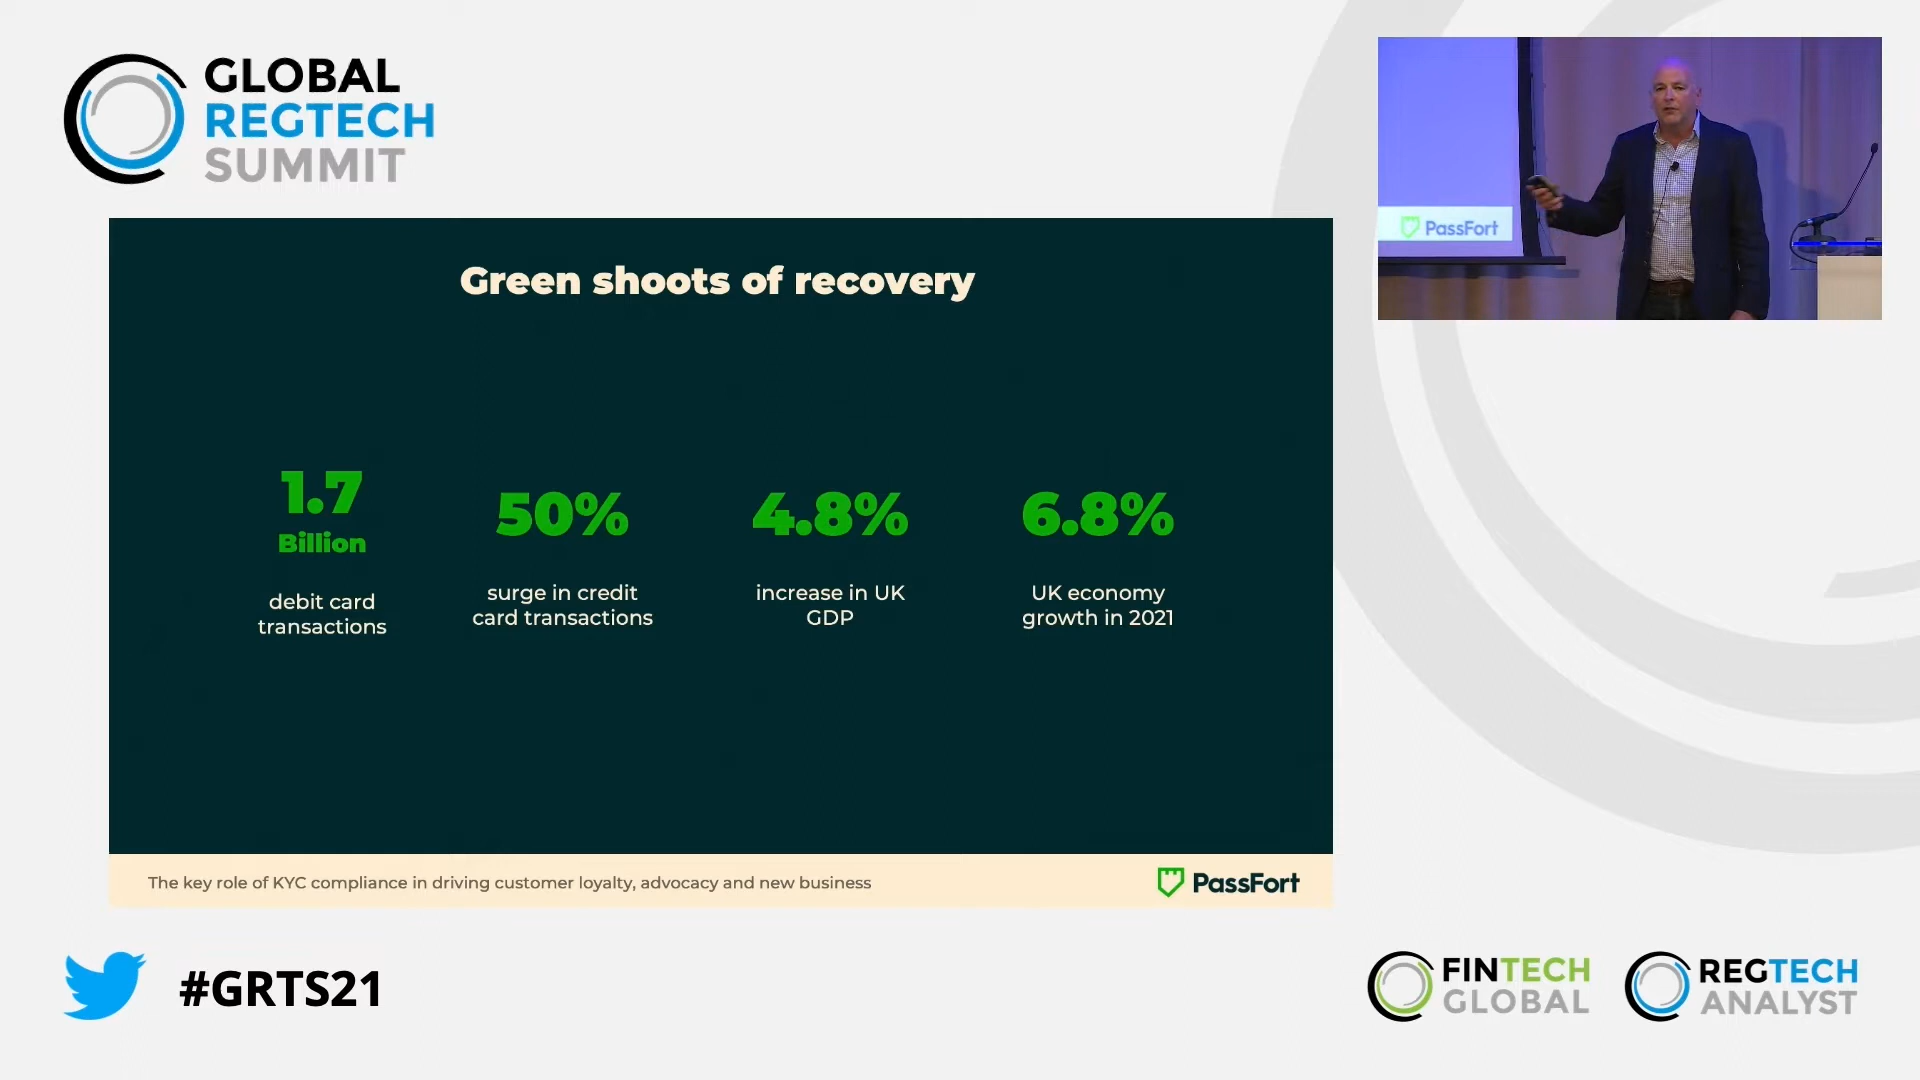 GLOBAL
REGTECH
SUMMIT
PassFort
Green shoots of recovery
1.7
Billion
debit card
transactions
50%
surge in credit
card transactions
4.8%
increase in UK
GDP
6.8%
UK economy
growth in 2021
The key role of KYC compliance in driving customer loyalty, advocacy and new business
PassFort
#GRTS21
FINTECH
GLOBAL
REGTECH
ANALYST